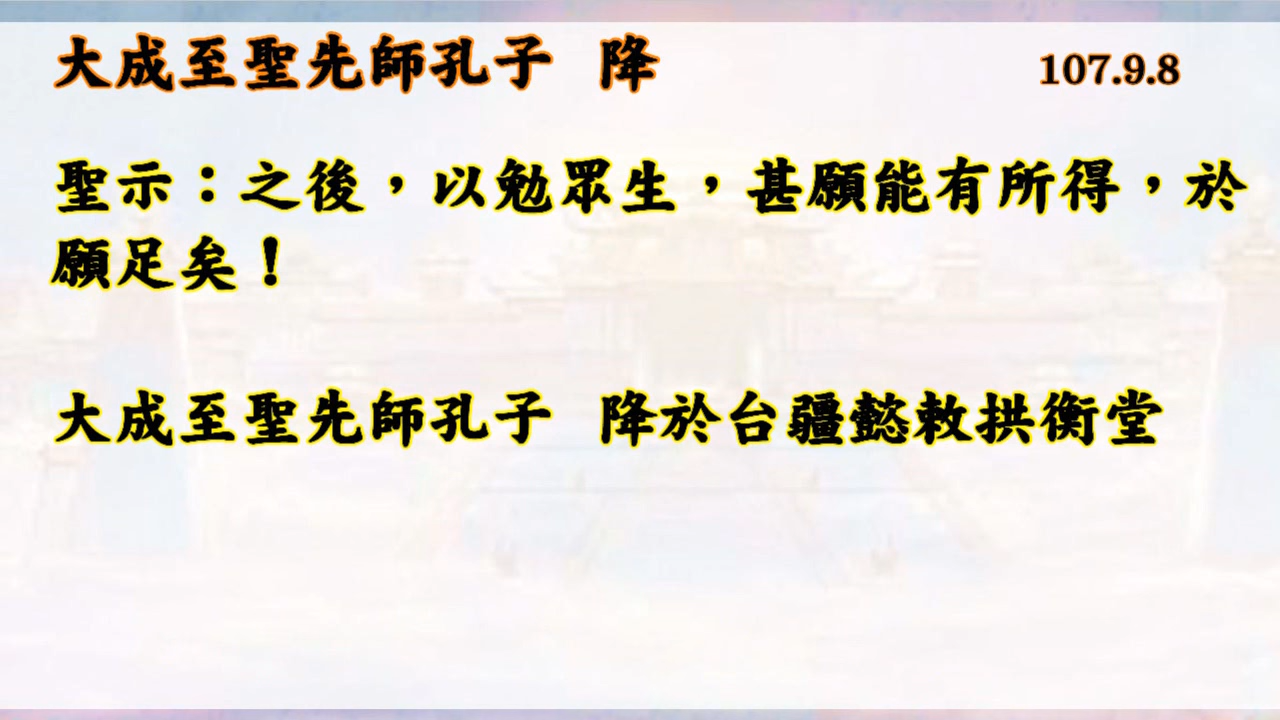 大成至聖先師孔子　降　107.9.8
聖示：之後，以勉眾生，甚願能有所得，於
願足矣！
大成至聖先師孔子　降於台疆懿敕拱衡堂